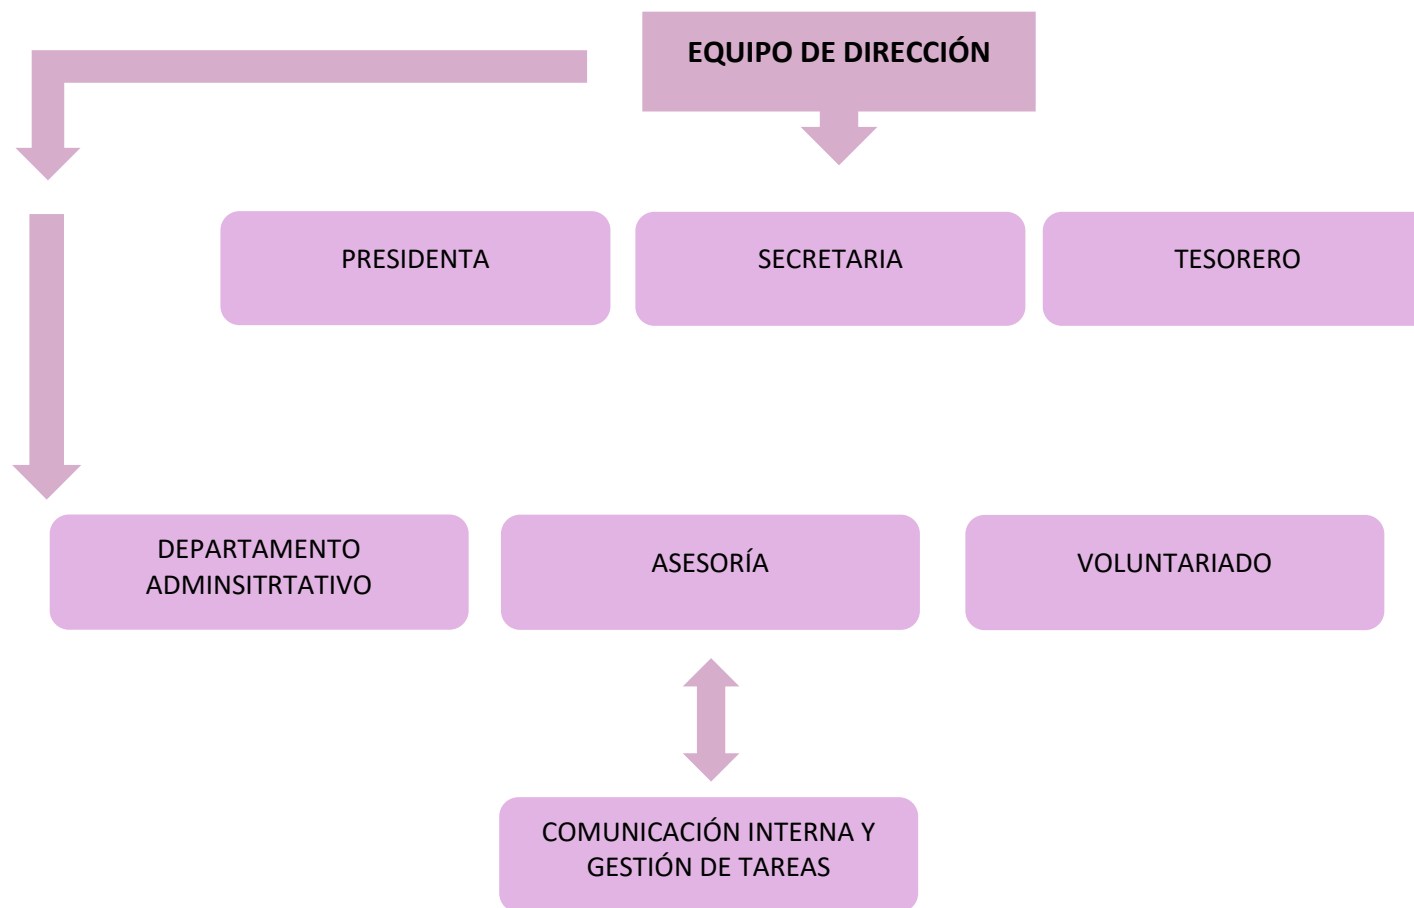 EQUIPO DE DIRECCIÓN
PRESIDENTA
SECRETARIA
TESORERO
DEPARTAMENTO
ADMINSITRTATIVO
ASESORÍA
VOLUNTARIADO
COMUNICACIÓN INTERNA Y
GESTIÓN DE TAREAS